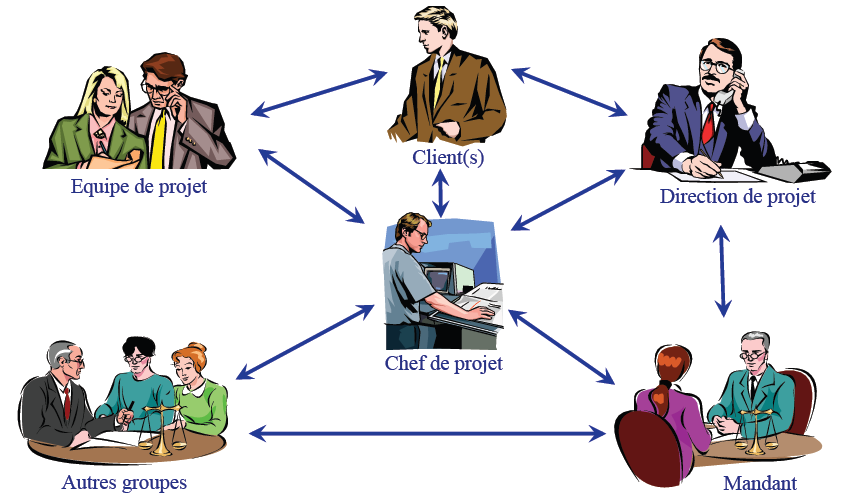 Client(s)
Equipe de projet
Direction de projet
Chef de projet
Autres groupes
Mandant